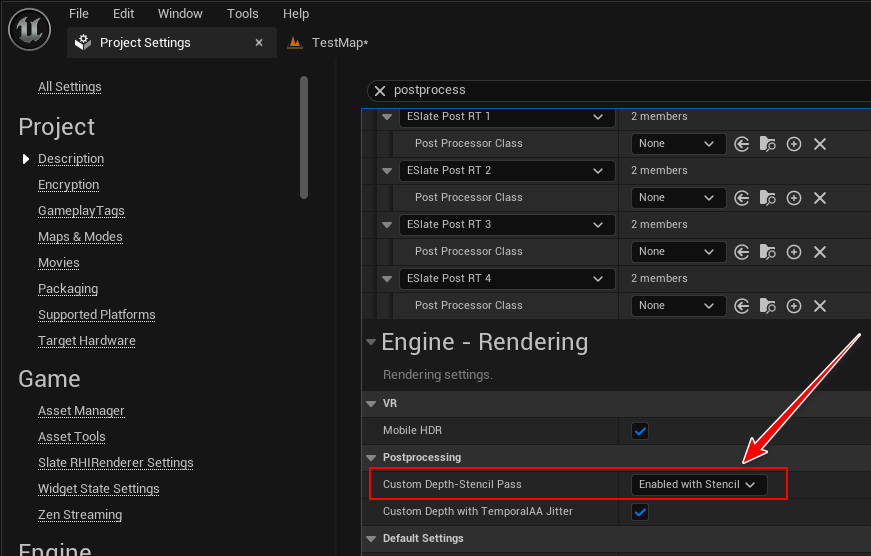 File Edit Window Tools Help
Project Settings × TestMap*
All Settings
Project
Description
Encryption
GameplayTags
Maps & Modes
Movies
Packaging
Supported Platforms
Target Hardware
Game
Asset Manager
Asset Tools
Slate RHIRenderer Settings
Widget State Settings
Zen Streaming
Engine
postprocess
ESlate Post RT 1 2 members
Post Processor Class None
ESlate Post RT 2 2 members
Post Processor Class None
ESlate Post RT 3 2 members
Post Processor Class None
ESlate Post RT 4 2 members
Post Processor Class None
Engine - Rendering
Rendering settings.
VR
Mobile HDR
Postprocessing
Custom Depth-Stencil Pass Enabled with Stencil
Custom Depth with TemporalAA Jitter
Default Settings